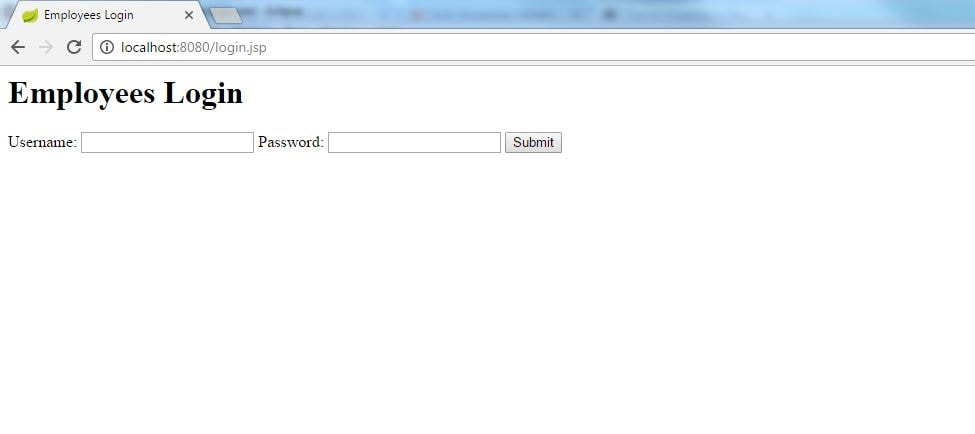 Employees Login
localhost:8080/login.jsp
Employees Login
Username: Password: Submit